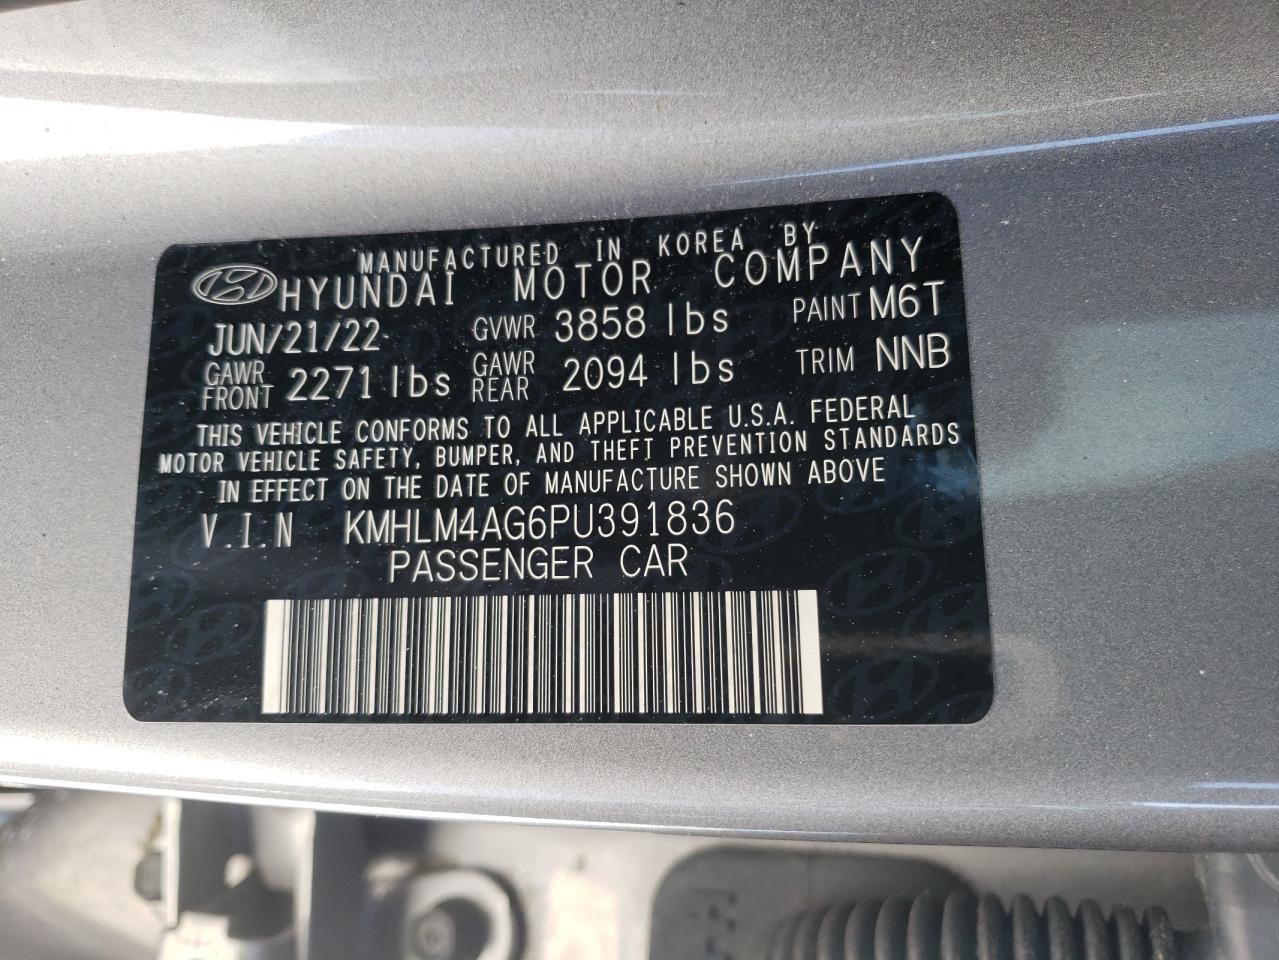 MANUFACTURED IN KOREA BY
HYUNDAI MOTOR COMPANY
JUN/21/22 GVWR 3858 lbs PAINT M6T
GAWR FRONT 2271 lbs GAWR REAR 2094 lbs TRIM NNB
THIS VEHICLE CONFORMS TO ALL APPLICABLE U.S.A. FEDERAL
MOTOR VEHICLE SAFETY, BUMPER, AND THEFT PREVENTION STANDARDS
IN EFFECT ON THE DATE OF MANUFACTURE SHOWN ABOVE
V.I.N KMHLM4AG6PU391836
PASSENGER CAR